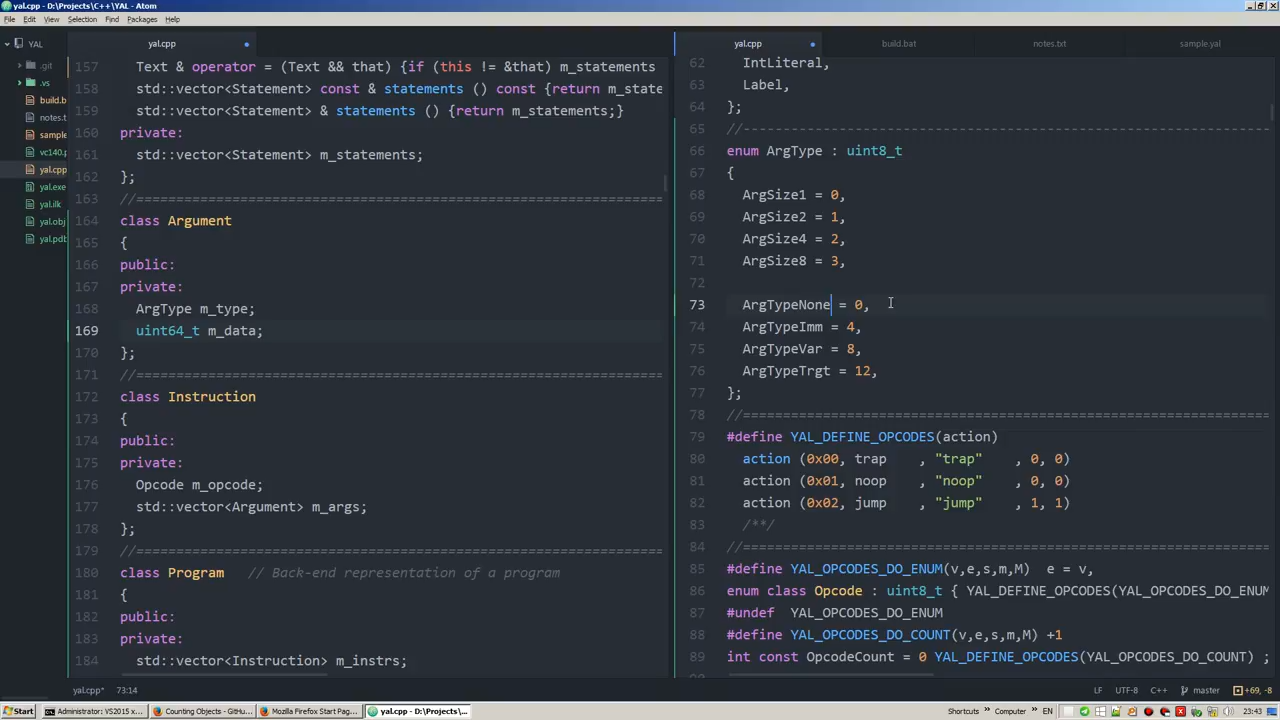 yal.cpp - D:\Projects\C++\YAL - Atom
File Edit View Selection Find Packages Help
YAL
.git
.vs
build.b
notes.t
sample
vc140.p
yal.cpp
yal.exe
yal.ilk
yal.obj
yal.pdb
yal.cpp
157 Text & operator = (Text && that) {if (this != &that) m_statements
158 std::vector<Statement> const & statements () const {return m_state
159 std::vector<Statement> & statements () {return m_statements;}
160 private:
161 std::vector<Statement> m_statements;
162 };
163 //====================================================================
164 class Argument
165 {
166 public:
167 private:
168 ArgType m_type;
169 uint64_t m_data;
170 };
171 //====================================================================
172 class Instruction
173 {
174 public:
175 private:
176 Opcode m_opcode;
177 std::vector<Argument> m_args;
178 };
179 //====================================================================
180 class Program // Back-end representation of a program
181 {
182 public:
183 private:
184 std::vector<Instruction> m_instrs;
yal.cpp build.bat notes.txt sample.yal
62 IntLiteral,
63 Label,
64 };
65 //------------------------------------------------------------------
66 enum ArgType : uint8_t
67 {
68 ArgSize1 = 0,
69 ArgSize2 = 1,
70 ArgSize4 = 2,
71 ArgSize8 = 3,
72
73 ArgTypeNone = 0,
74 ArgTypeImm = 4,
75 ArgTypeVar = 8,
76 ArgTypeTrgt = 12,
77 };
78 //==================================================================
79 #define YAL_DEFINE_OPCODES(action)
80 action (0x00, trap , "trap" , 0, 0)
81 action (0x01, noop , "noop" , 0, 0)
82 action (0x02, jump , "jump" , 1, 1)
83 /**/
84 //==================================================================
85 #define YAL_OPCODES_DO_ENUM(v,e,s,m,M) e = v,
86 enum class Opcode : uint8_t { YAL_DEFINE_OPCODES(YAL_OPCODES_DO_ENUM
87 #undef YAL_OPCODES_DO_ENUM
88 #define YAL_OPCODES_DO_COUNT(v,e,s,m,M) +1
89 int const OpcodeCount = 0 YAL_DEFINE_OPCODES(YAL_OPCODES_DO_COUNT) ;
yal.cpp* 73:14 LF UTF-8 C++ master +69, -8
Start Administrator: VS2015 x... Counting Objects - GitHu... Mozilla Firefox Start Pag... yal.cpp - D:\Projects\... Shortcuts » Computer » EN 23:43